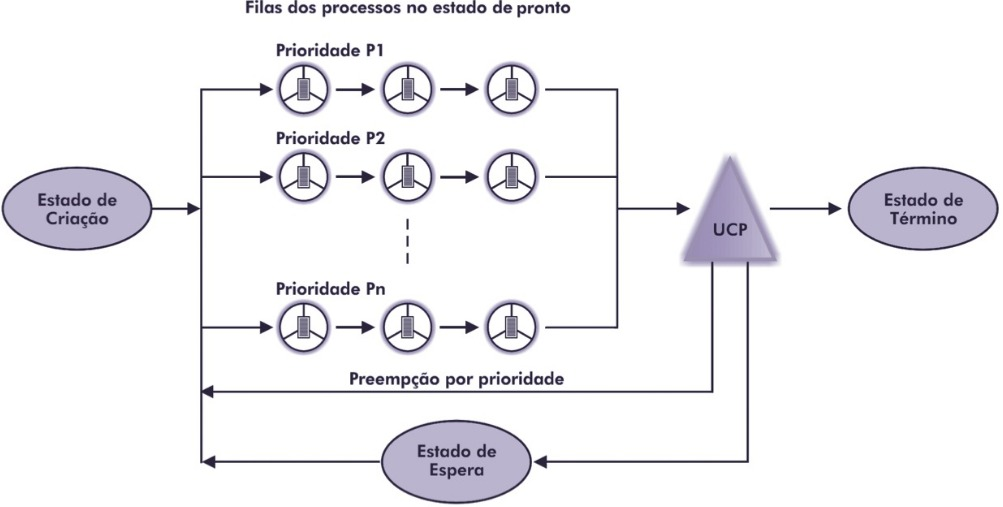 Filas dos processos no estado de pronto
Prioridade P1
Prioridade P2
Estado de
Criação
Estado de
Término
UCP
Prioridade Pn
Preempção por prioridade
Estado de
Espera